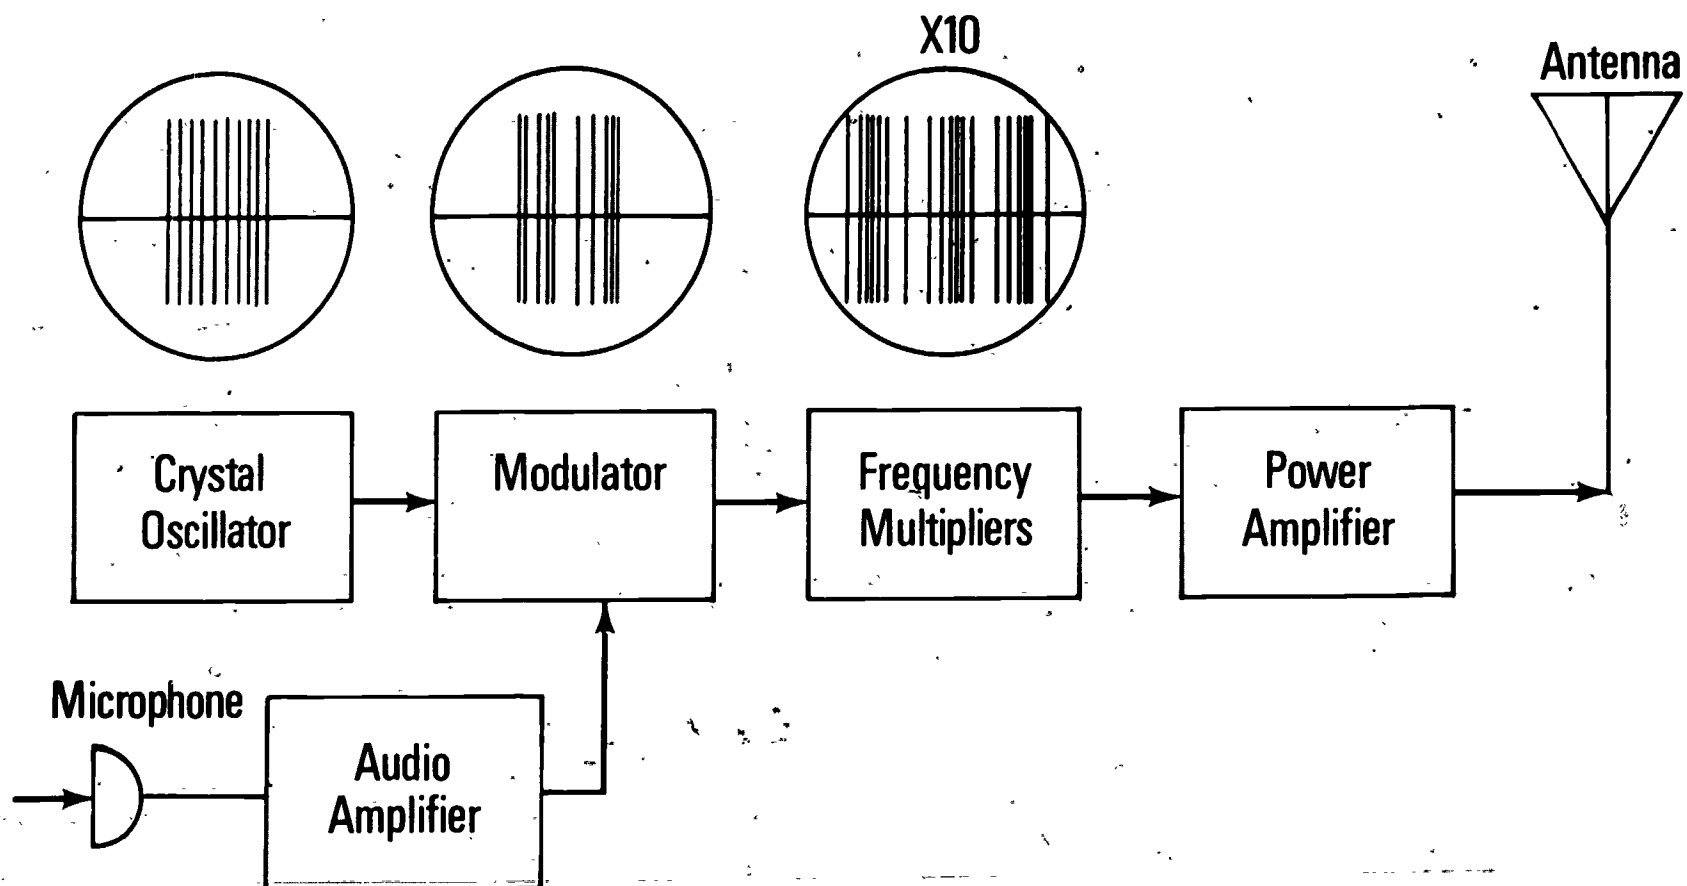 X10
Antenna
Crystal
Oscillator
Modulator
Frequency
Multipliers
Power
Amplifier
Microphone
Audio
Amplifier